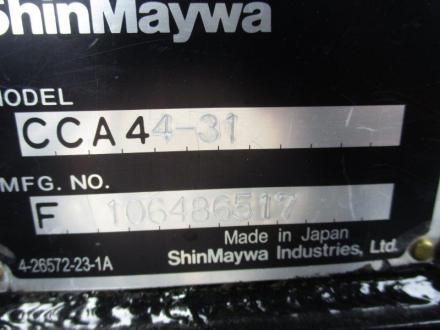 ShinMaywa
MODEL
CCA44-31
MFG. NO.
F 106486517
Made in Japan
4-26572-23-1A ShinMaywa Industries, Ltd.